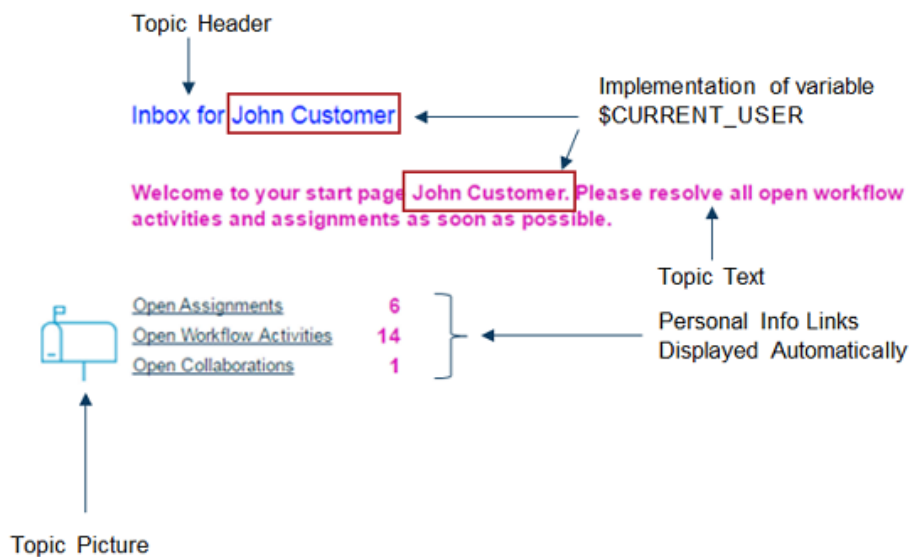 Topic Header
Implementation of variable
$CURRENT_USER
Inbox for John Customer
Welcome to your start page John Customer. Please resolve all open workflow
activities and assignments as soon as possible.
Topic Text
Open Assignments 6
Open Workflow Activities 14
Open Collaborations 1
Personal Info Links
Displayed Automatically
Topic Picture